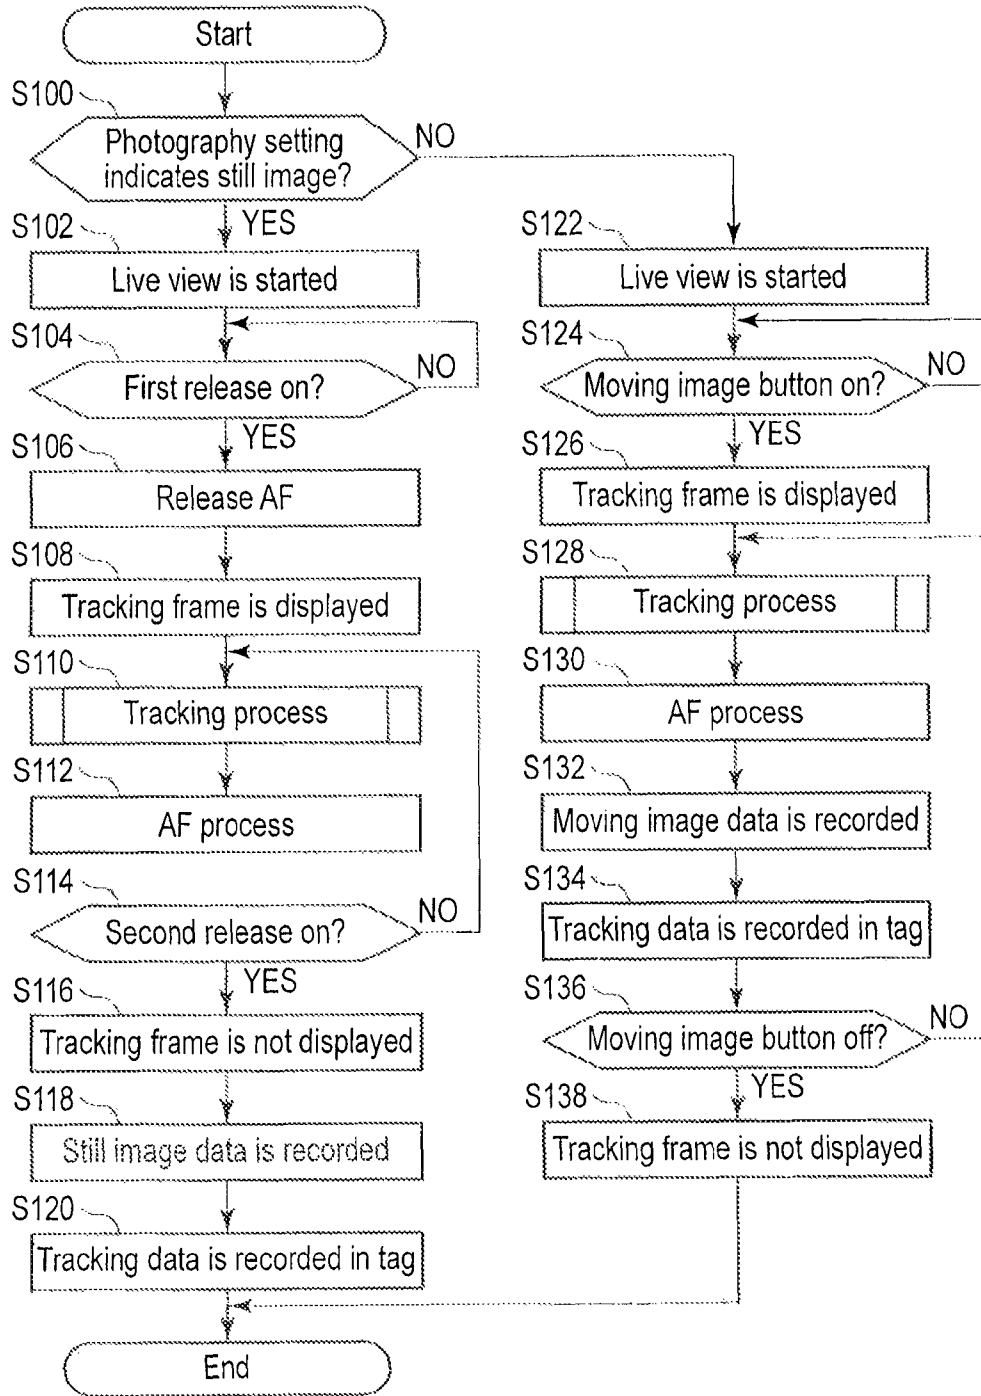 Start
S100
Photography setting
indicates still image?
NO
YES
S102
Live view is started
S104
First release on?
NO
YES
S106
Release AF
S108
Tracking frame is displayed
S110
Tracking process
S112
AF process
S114
Second release on?
NO
YES
S116
Tracking frame is not displayed
S118
Still image data is recorded
S120
Tracking data is recorded in tag
End
S122
Live view is started
S124
Moving image button on?
NO
YES
S126
Tracking frame is displayed
S128
Tracking process
S130
AF process
S132
Moving image data is recorded
S134
Tracking data is recorded in tag
S136
Moving image button off?
NO
YES
S138
Tracking frame is not displayed